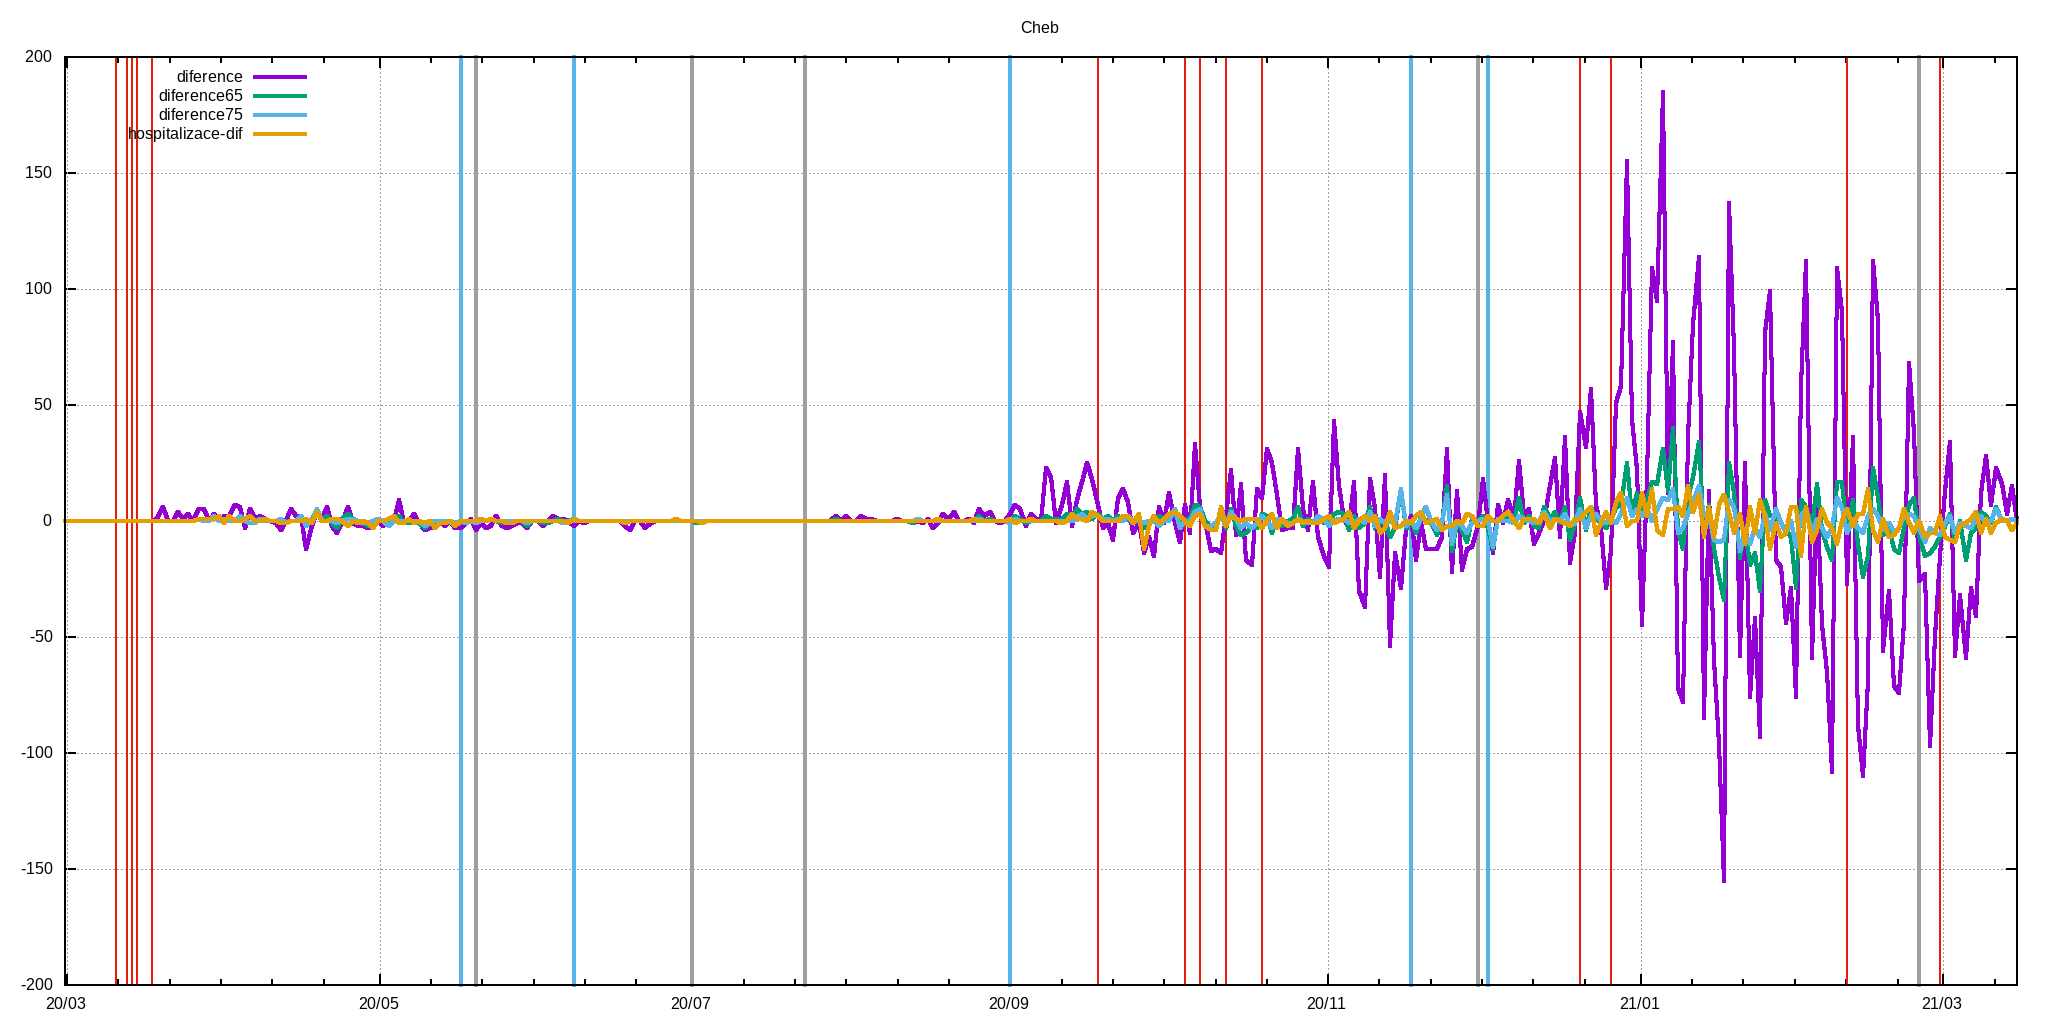 Cheb
200
150
100
50
0
-50
-100
-150
-200
diference
diference65
diference75
hospitalizace-dif
20/03 20/05 20/07 20/09 20/11 21/01 21/03